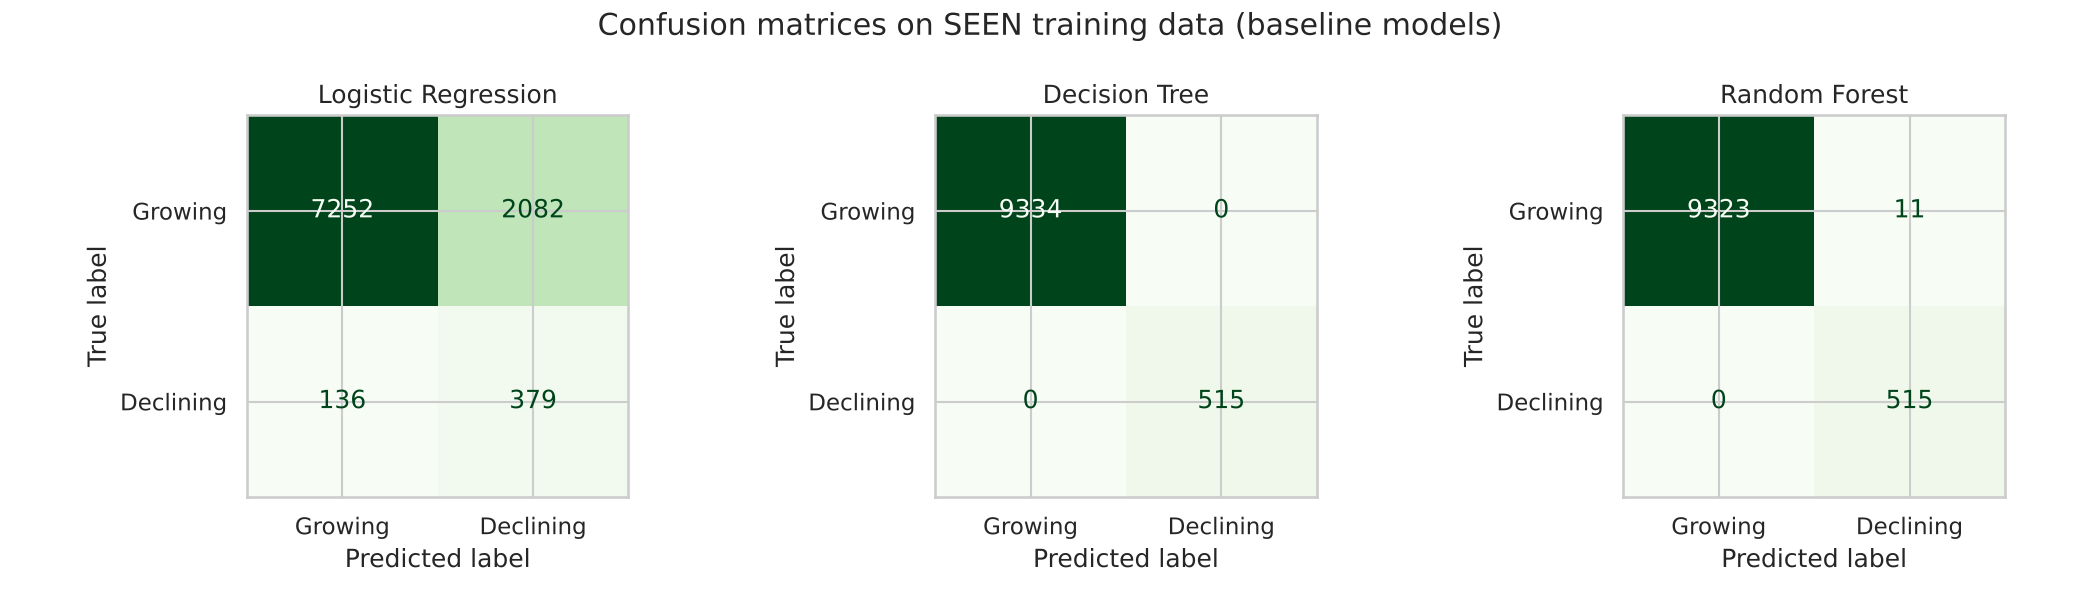 Confusion matrices on SEEN training data (baseline models)
Logistic Regression
Growing
7252
2082
True label
Declining
136
379
Growing
Declining
Predicted label
Decision Tree
Growing
9334
0
True label
Declining
0
515
Growing
Declining
Predicted label
Random Forest
Growing
9323
11
True label
Declining
0
515
Growing
Declining
Predicted label